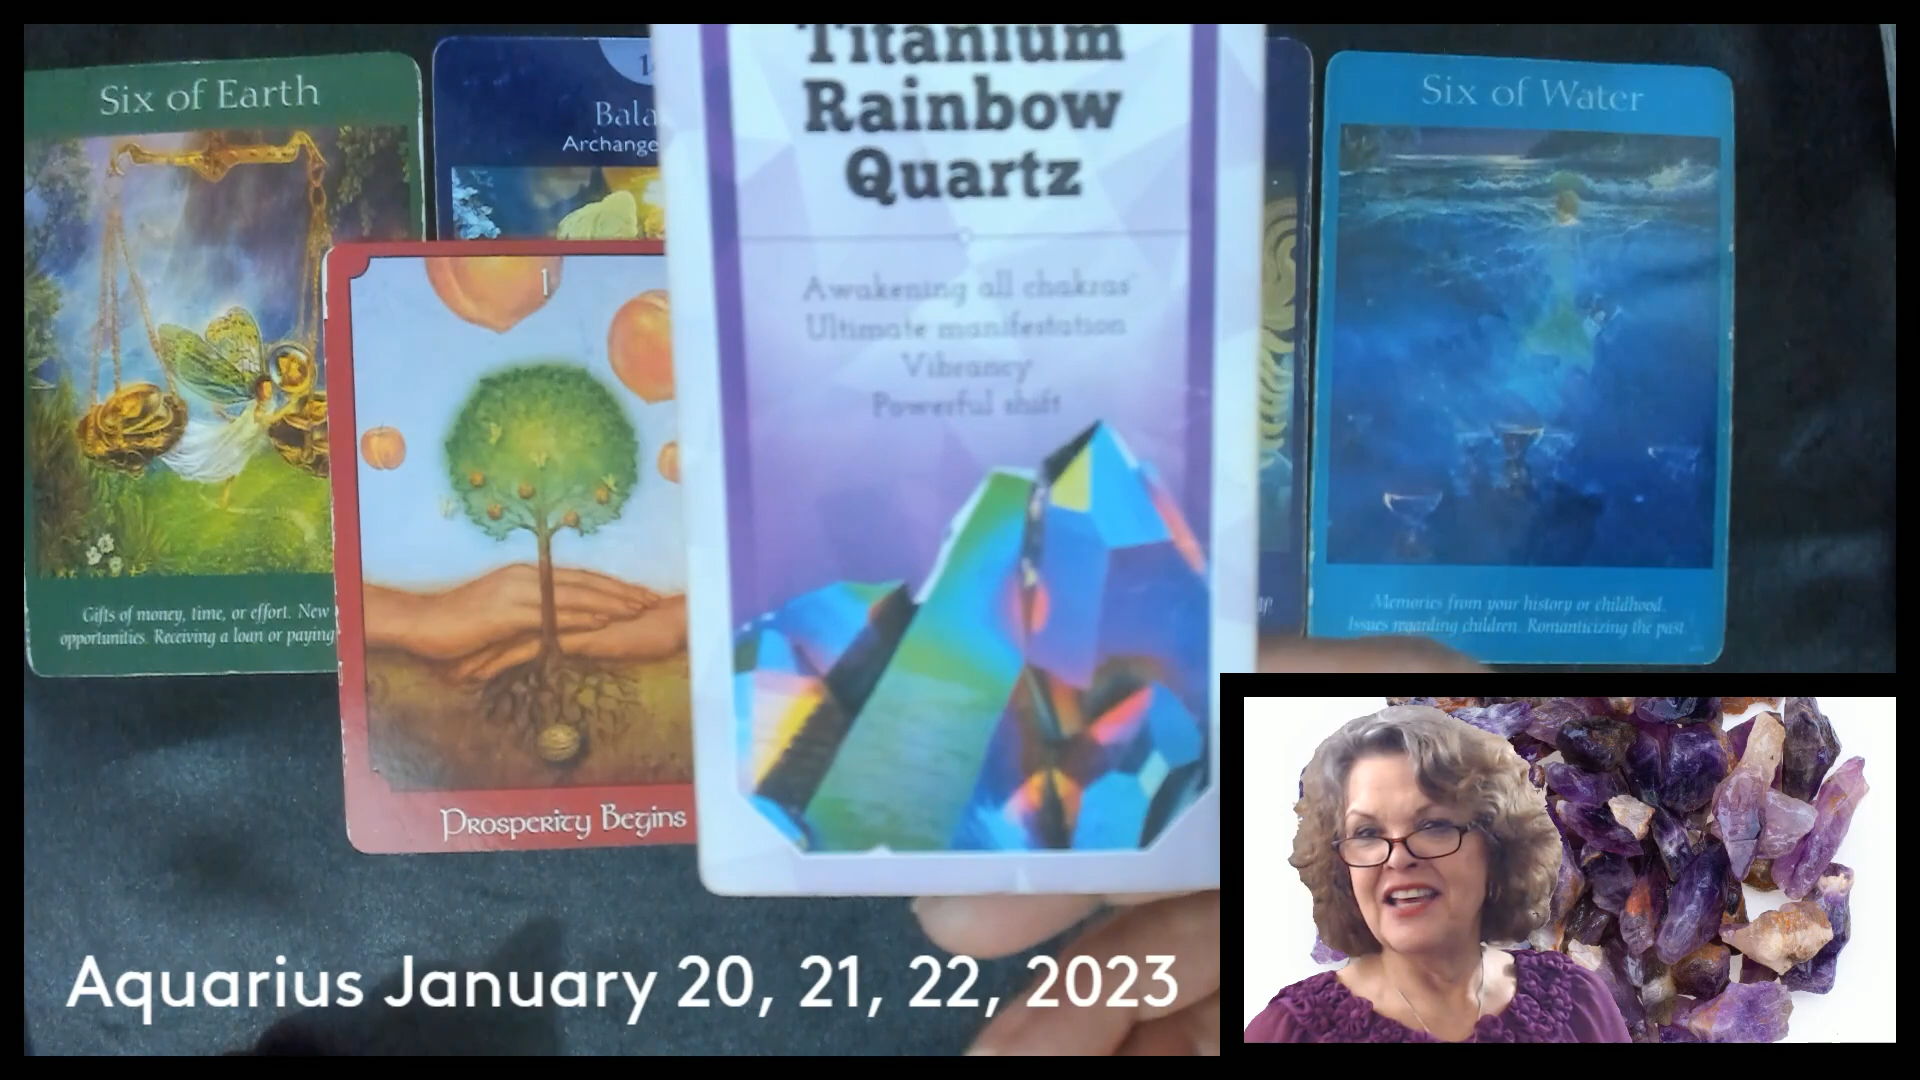 Six of Earth
Gifts of money, time, or effort. New
opportunities. Receiving a loan or paying
Bala
Archange
1
Prosperity Begins
Titanium
Rainbow
Quartz
Awakening all chakras
Ultimate manifestation
Vibrancy
Powerful shift
Six of Water
Memories from your history or childhood.
Issues regarding children. Romanticizing the past.
Aquarius January 20, 21, 22, 2023